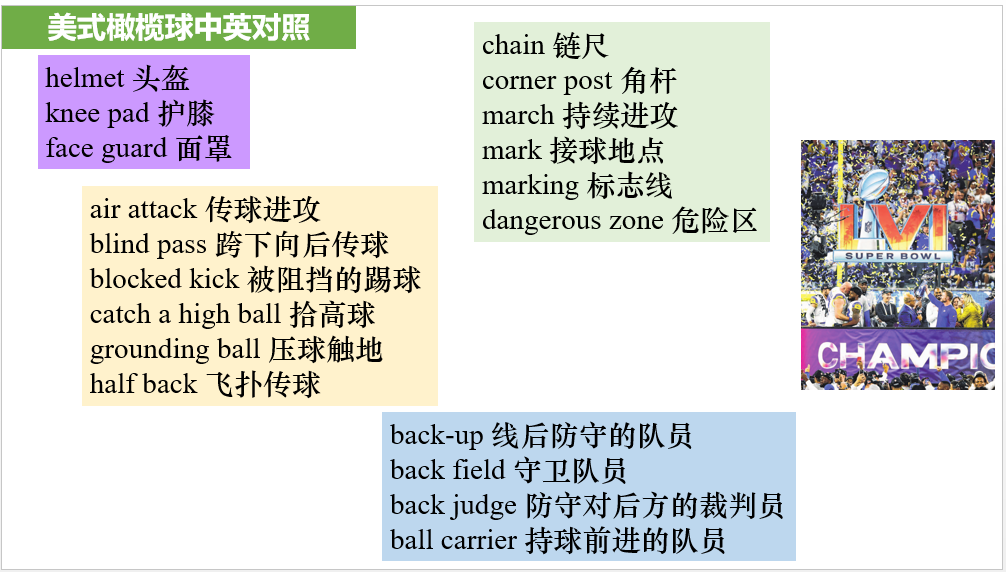 美式橄榄球中英对照
helmet 头盔
knee pad 护膝
face guard 面罩
chain 链尺
corner post 角杆
march 持续进攻
mark 接球地点
marking 标志线
dangerous zone 危险区
air attack 传球进攻
blind pass 跨下向后传球
blocked kick 被阻挡的踢球
catch a high ball 拾高球
grounding ball 压球触地
half back 飞扑传球
LVI
SUPER BOWL
CHAMPIO
back-up 线后防守的队员
back field 守卫队员
back judge 防守对后方的裁判员
ball carrier 持球前进的队员